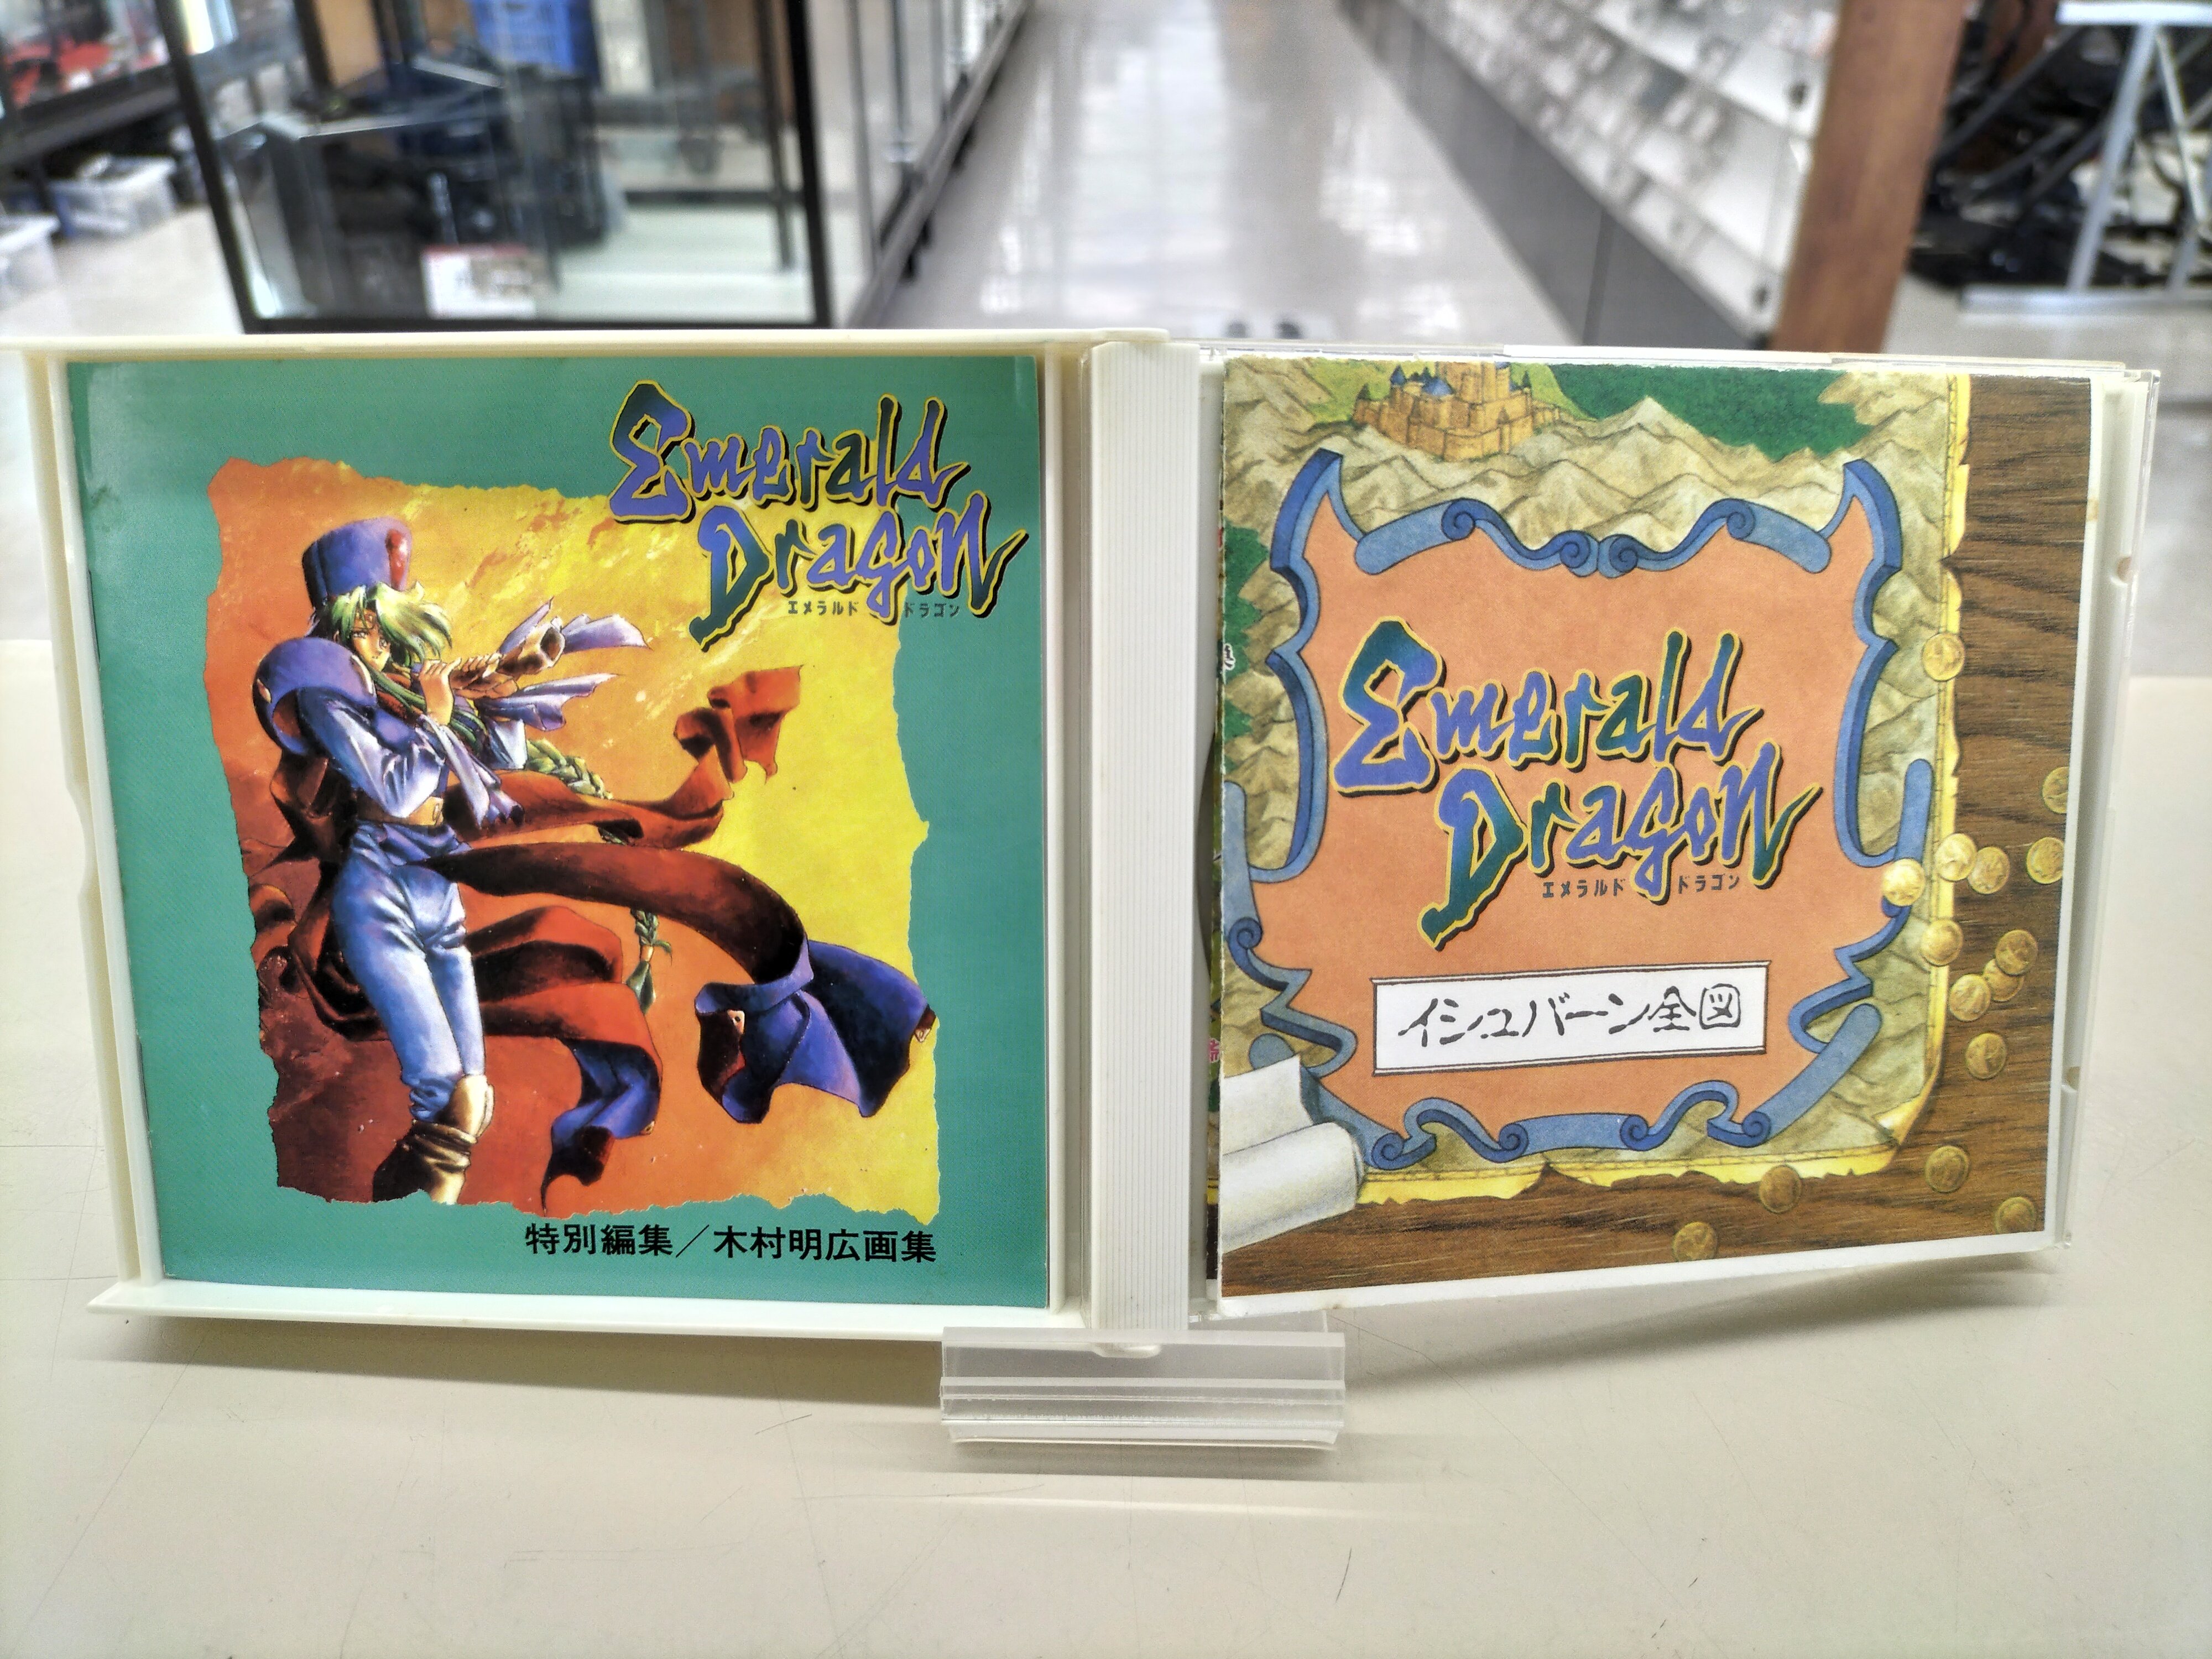 Emerald
Dragon
エメラルド ドラゴン
特別編集／木村明広画集
Emerald
Dragon
エメラルド ドラゴン
イシュバーン全図